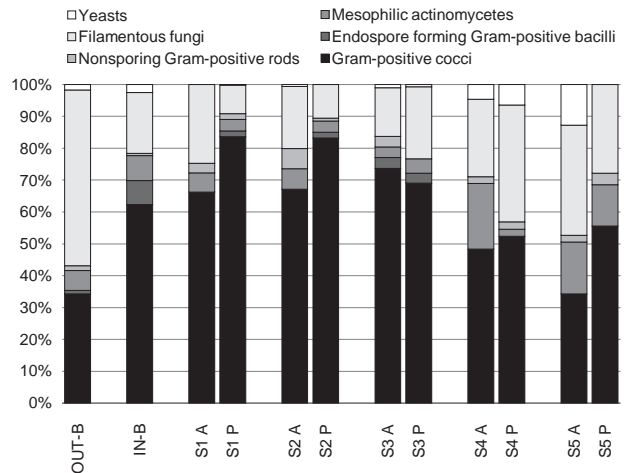 Yeasts
Mesophilic actinomycetes
Filamentous fungi
Endospore forming Gram-positive bacilli
Nonsporing Gram-positive rods
Gram-positive cocci
100%
90%
80%
70%
60%
50%
40%
30%
20%
10%
0%
OUT-B
IN-B
S1 A
S1 P
S2 A
S2 P
S3 A
S3 P
S4 A
S4 P
S5 A
S5 P